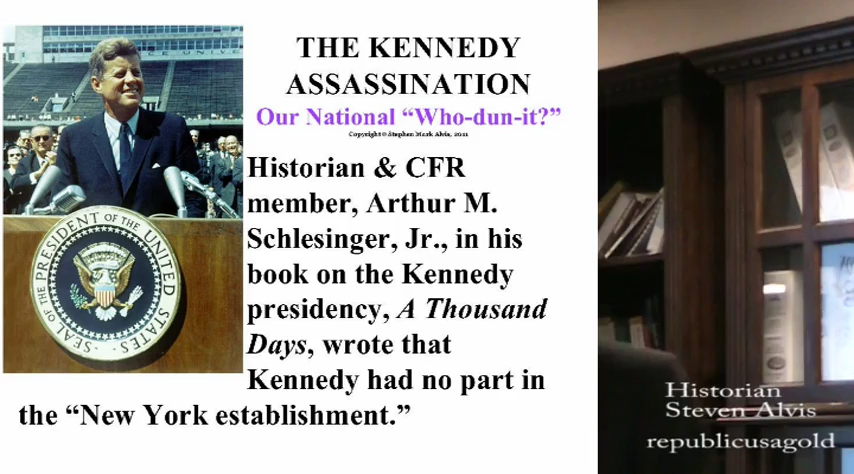 THE KENNEDY
ASSASSINATION
Our National “Who-dun-it?”
Copyright © Stephen Mark Alvis, 2011
Historian & CFR
member, Arthur M.
Schlesinger, Jr., in his
book on the Kennedy
presidency, A Thousand
Days, wrote that
Kennedy had no part in
the “New York establishment.”
SEAL OF THE PRESIDENT OF THE UNITED STATES
Historian
Steven Alvis
republicusagold